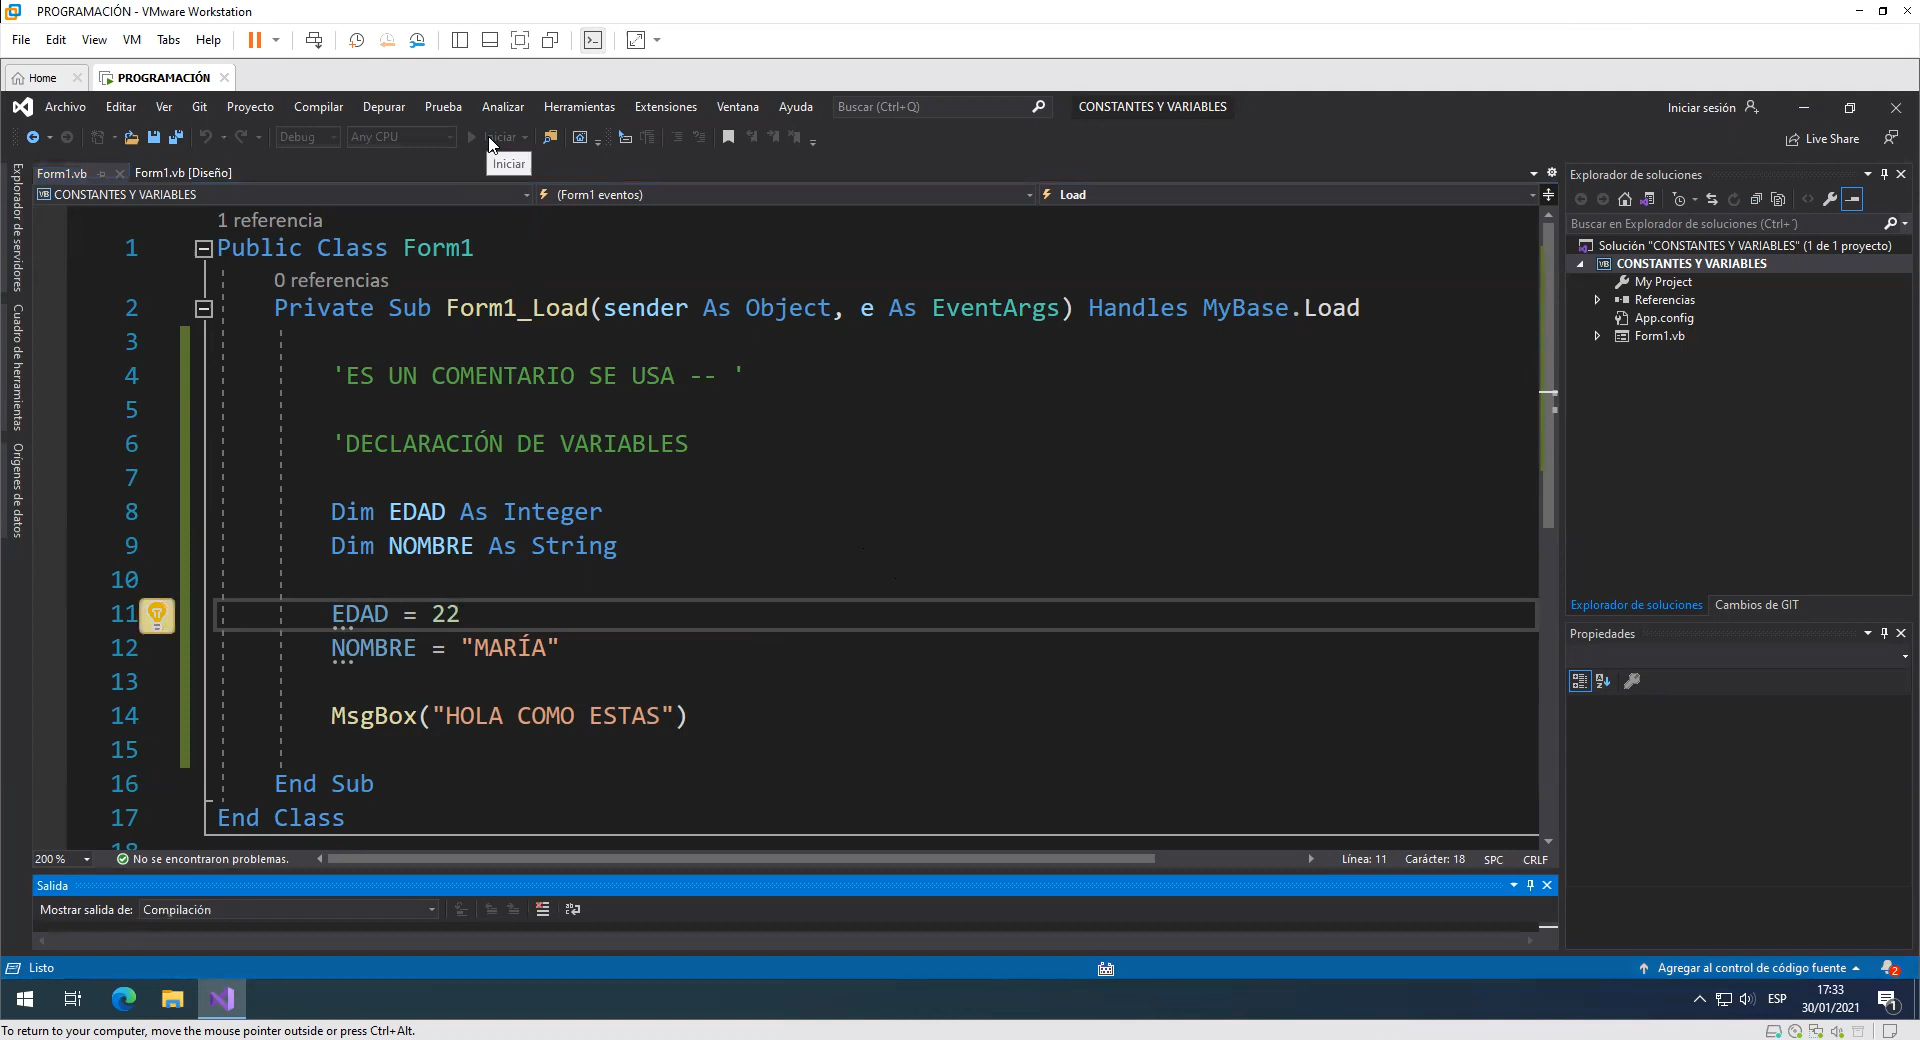 PROGRAMACIÓN - VMware Workstation
File Edit View VM Tabs Help
Home PROGRAMACIÓN
Archivo Editar Ver Git Proyecto Compilar Depurar Prueba Analizar Herramientas Extensiones Ventana Ayuda Buscar (Ctrl+Q) CONSTANTES Y VARIABLES Iniciar sesión
Debug Any CPU Iniciar Live Share
Iniciar
Form1.vb Form1.vb [Diseño]
CONSTANTES Y VARIABLES (Form1 eventos) Load
Explorador de servidores
Cuadro de herramientas
Orígenes de datos
1 referencia
1 Public Class Form1
0 referencias
2 Private Sub Form1_Load(sender As Object, e As EventArgs) Handles MyBase.Load
3
4 'ES UN COMENTARIO SE USA -- '
5
6 'DECLARACIÓN DE VARIABLES
7
8 Dim EDAD As Integer
9 Dim NOMBRE As String
10
11 EDAD = 22
12 NOMBRE = "MARÍA"
13
14 MsgBox("HOLA COMO ESTAS")
15
16 End Sub
17 End Class
18
200 % No se encontraron problemas. Línea: 11 Carácter: 18 SPC CRLF
Salida
Mostrar salida de: Compilación
Explorador de soluciones
Buscar en Explorador de soluciones (Ctrl+ ¨)
Solución "CONSTANTES Y VARIABLES" (1 de 1 proyecto)
CONSTANTES Y VARIABLES
My Project
Referencias
App.config
Form1.vb
Explorador de soluciones Cambios de GIT
Propiedades
Listo Agregar al control de código fuente 2
ESP 17:33
30/01/2021 1
To return to your computer, move the mouse pointer outside or press Ctrl+Alt.